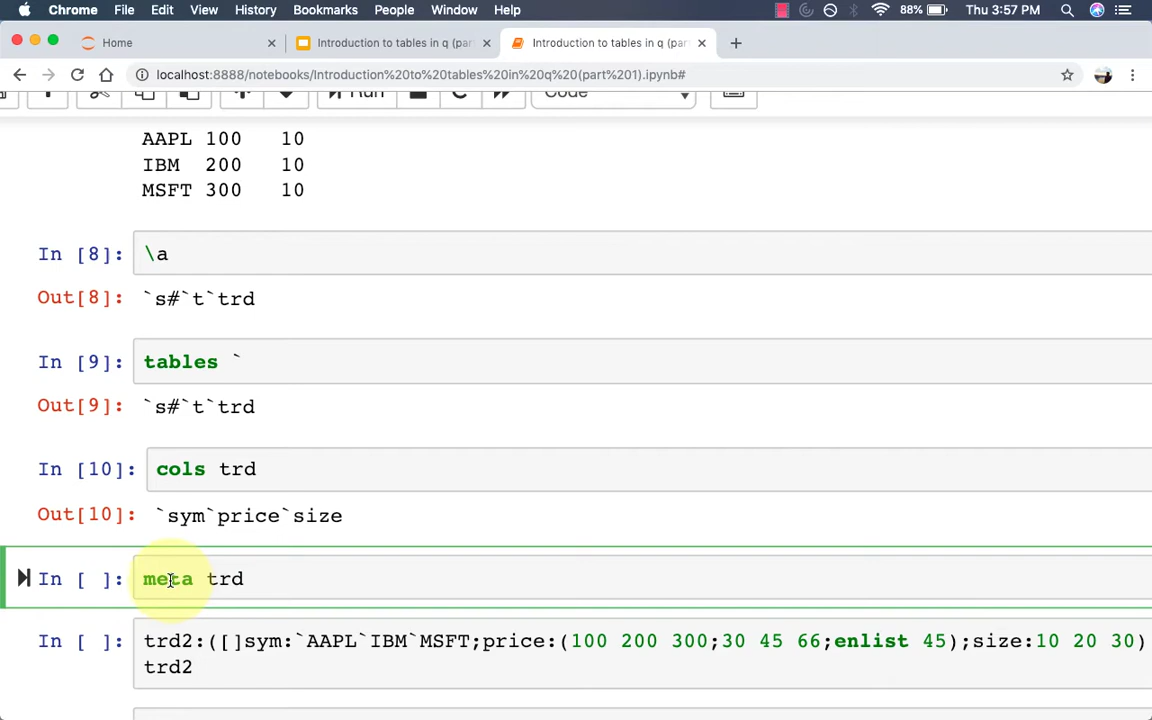 Chrome File Edit View History Bookmarks People Window Help 88% Thu 3:57 PM
Home Introduction to tables in q (par Introduction to tables in q (par
localhost:8888/notebooks/Introduction%20to%20tables%20in%20q%20(part%201).ipynb#
Run Code
AAPL 100 10
IBM 200 10
MSFT 300 10
In [8]: \a
Out[8]: `s#`t`trd
In [9]: tables `
Out[9]: `s#`t`trd
In [10]: cols trd
Out[10]: `sym`price`size
In [ ]: meta trd
In [ ]: trd2:([]sym:`AAPL`IBM`MSFT;price:(100 200 300;30 45 66;enlist 45);size:10 20 30)
trd2